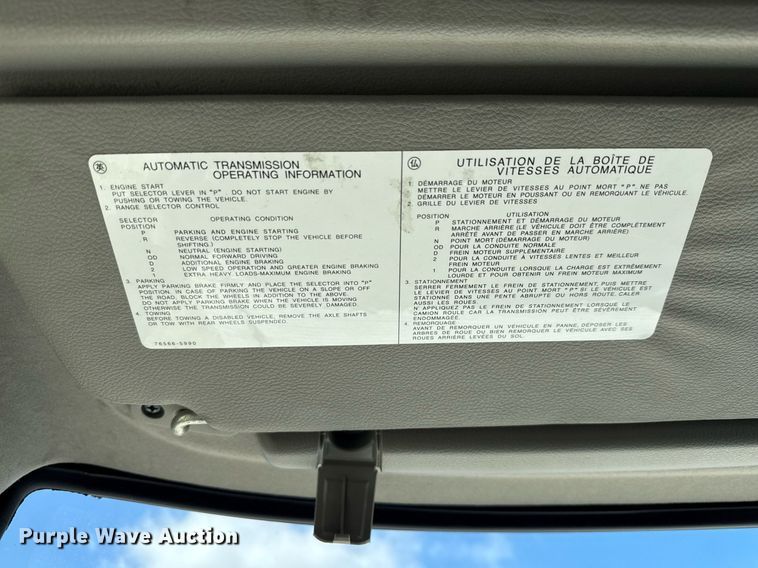 英
AUTOMATIC TRANSMISSION
OPERATING INFORMATION
1. ENGINE START
PUT SELECTOR LEVER IN "P". DO NOT START ENGINE BY
PUSHING OR TOWING THE VEHICLE.
2. RANGE SELECTOR CONTROL
SELECTOR OPERATING CONDITION
POSITION
P PARKING AND ENGINE STARTING
R REVERSE (COMPLETELY STOP THE VEHICLE BEFORE
SHIFTING.)
N NEUTRAL (ENGINE STARTING)
OD NORMAL FORWARD DRIVING
D ADDITIONAL ENGINE BRAKING
2 LOW SPEED OPERATION AND GREATER ENGINE BRAKING
1 EXTRA HEAVY LOADS-MAXIMUM ENGINE BRAKING
3. PARKING
APPLY PARKING BRAKE FIRMLY AND PLACE THE SELECTOR INTO "P"
POSITION. IN CASE OF PARKING THE VEHICLE ON A SLOPE OR OFF
THE ROAD, BLOCK THE WHEELS IN ADDITION TO THE ABOVE.
DO NOT APPLY PARKING BRAKE WHEN THE VEHICLE IS MOVING
OTHERWISE THE TRANSMISSION COULD BE SEVERELY DAMAGED.
4. TOWING
BEFORE TOWING A DISABLED VEHICLE, REMOVE THE AXLE SHAFTS
OR TOW WITH REAR WHEELS SUSPENDED.
76566-5990
UTILISATION DE LA BOÎTE DE
VITESSES AUTOMATIQUE
1. DÉMARRAGE DU MOTEUR
METTRE LE LEVIER DE VITESSES AU POINT MORT "P". NE PAS
DÉMARRER LE MOTEUR EN POUSSANT OU EN REMORQUANT LE VÉHICULE.
2. GRILLE DU LEVIER DE VITESSES
POSITION UTILISATION
P STATIONNEMENT ET DÉMARRAGE DU MOTEUR
R MARCHE ARRIÈRE (LE VÉHICULE DOIT ÊTRE COMPLÈTEMENT
ARRÊTÉ AVANT DE PASSER EN MARCHE ARRIÈRE)
N POINT MORT (DÉMARRAGE DU MOTEUR)
OD POUR LA CONDUITE NORMALE
D FREIN MOTEUR SUPPLÉMENTAIRE
2 POUR LA CONDUITE À VITESSES LENTES ET MEILLEUR
FREIN MOTEUR
1 POUR LA CONDUITE LORSQUE LA CHARGE EST EXTRÊMEMENT
LOURDE ET POUR OBTENIR UN FREIN MOTEUR MAXIMUM
3. STATIONNEMENT
SERRER FERMEMENT LE FREIN DE STATIONNEMENT, PUIS METTRE
LE LEVIER DE VITESSES AU POINT MORT "P" SI LE VÉHICULE EST
STATIONNÉ DANS UNE PENTE ABRUPTE OU HORS ROUTE, CALER
AUSSI LES ROUES.
N'APPLIQUEZ PAS LE FREIN DE STATIONNEMENT LORSQUE LE
CAMION ROULE CAR LA TRANSMISSION PEUT ÊTRE SÉVÈREMENT
ENDOMMAGÉE.
4. REMORQUAGE
AVANT DE REMORQUER UN VÉHICULE EN PANNE, DÉPOSER LES
ARBRES DE ROUE OU BIEN REMORQUER LE VÉHICULE AVEC SES
ROUES ARRIÈRE LEVÉES DU SOL.
Purple Wave Auction